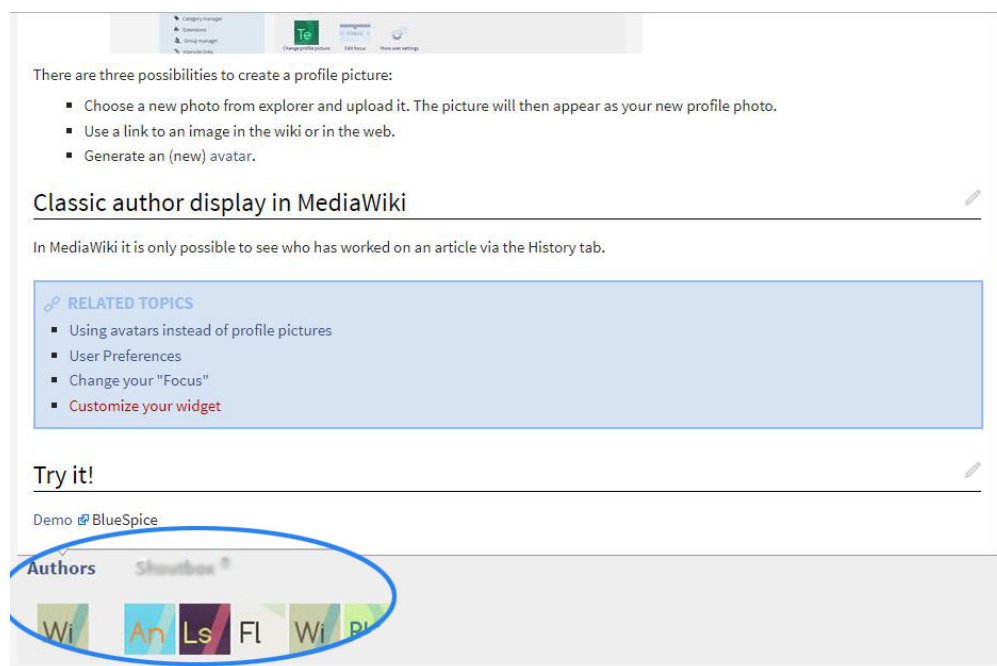 Category manager
Extensions
Group manager
Interwiki links
Te
Change profile picture
Edit focus
More user settings
There are three possibilities to create a profile picture:
Choose a new photo from explorer and upload it. The picture will then appear as your new profile photo.
Use a link to an image in the wiki or in the web.
Generate an (new) avatar.
Classic author display in MediaWiki
In MediaWiki it is only possible to see who has worked on an article via the History tab.
RELATED TOPICS
Using avatars instead of profile pictures
User Preferences
Change your "Focus"
Customize your widget
Try it!
Demo BlueSpice
Authors Shoutbox
Wi An Ls Fl Wi